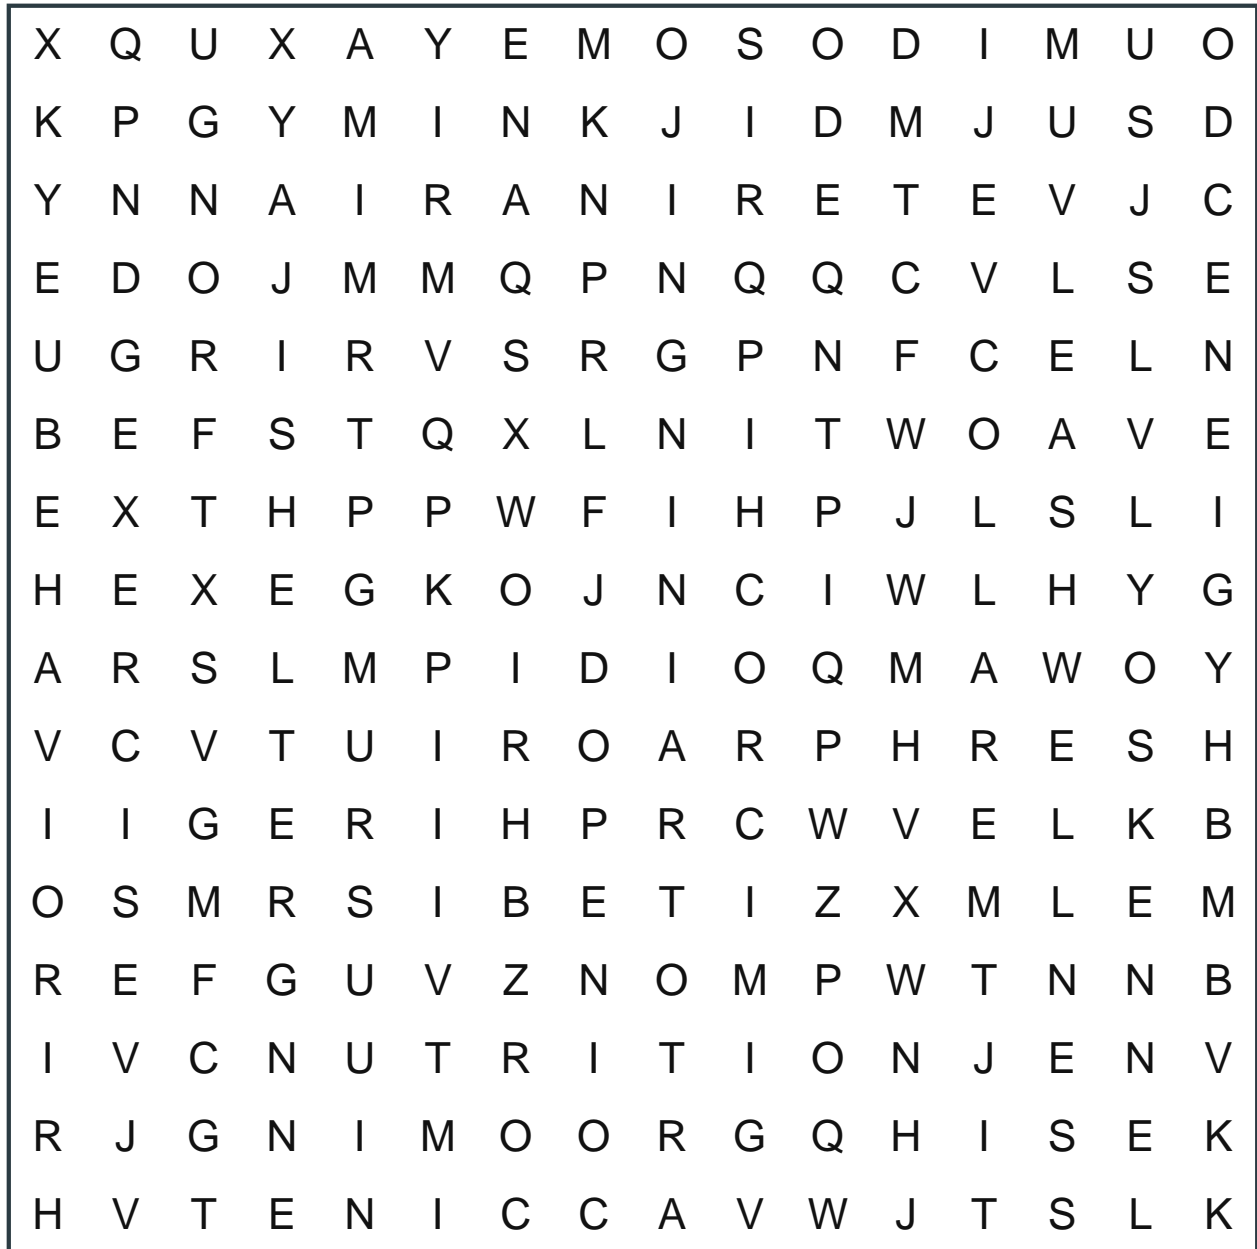 X Q U X A Y E M O S O D I M U O
K P G Y M I N K J I D M J U S D
Y N N A I R A N I R E T E V J C
E D O J M M Q P N Q Q C V L S E
U G R I R V S R G P N F C E L N
B E F S T Q X L N I T W O A V E
E X T H P P W F I H P J L S L I
H E X E G K O J N C I W L H Y G
A R S L M P I D I O Q M A W O Y
V C V T U I R O A R P H R E S H
I I G E R I H P R C W V E L K B
O S M R S I B E T I Z X M L E M
R E F G U V Z N O M P W T N N B
I V C N U T R I T I O N J E N V
R J G N I M O O R G Q H I S E K
H V T E N I C C A V W J T S L K